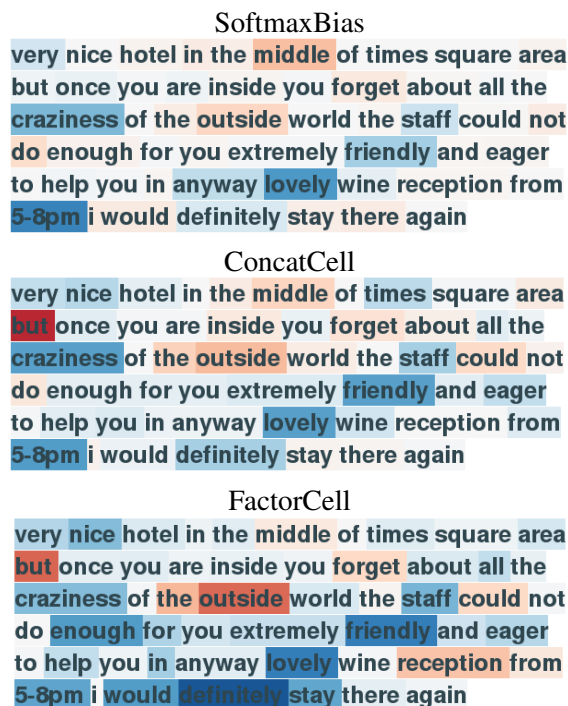 SoftmaxBias
very nice hotel in the middle of times square area
but once you are inside you forget about all the
craziness of the outside world the staff could not
do enough for you extremely friendly and eager
to help you in anyway lovely wine reception from
5-8pm i would definitely stay there again
ConcatCell
very nice hotel in the middle of times square area
but once you are inside you forget about all the
craziness of the outside world the staff could not
do enough for you extremely friendly and eager
to help you in anyway lovely wine reception from
5-8pm i would definitely stay there again
FactorCell
very nice hotel in the middle of times square area
but once you are inside you forget about all the
craziness of the outside world the staff could not
do enough for you extremely friendly and eager
to help you in anyway lovely wine reception from
5-8pm i would definitely stay there again